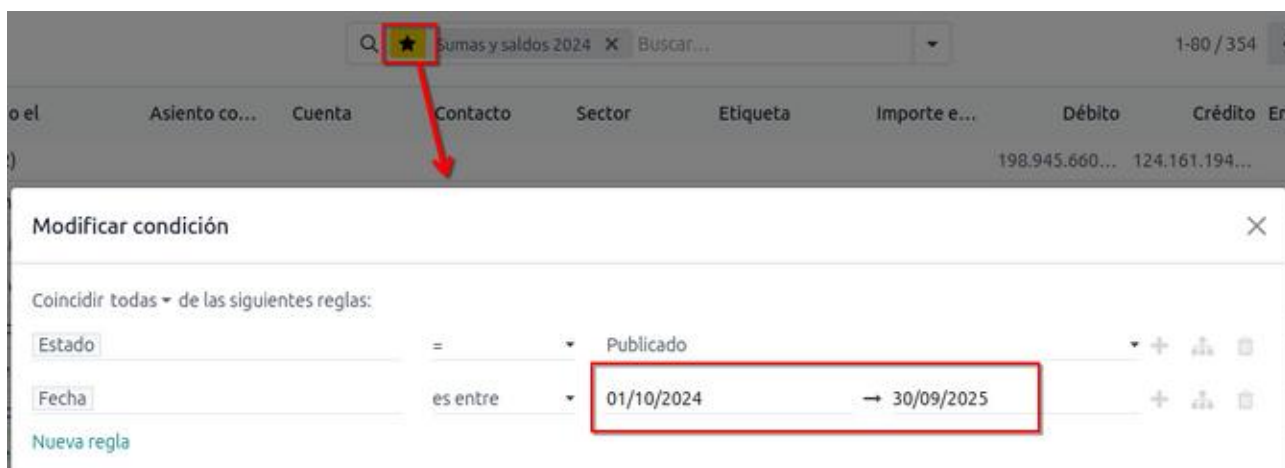 Sumas y saldos 2024 × Buscar... 1-80 / 354
o el Asiento co... Cuenta Contacto Sector Etiqueta Importe e... Débito Crédito
198.945.660... 124.161.194...
Modificar condición
Coincidir todas de las siguientes reglas:
Estado = Publicado
Fecha es entre 01/10/2024 → 30/09/2025
Nueva regla